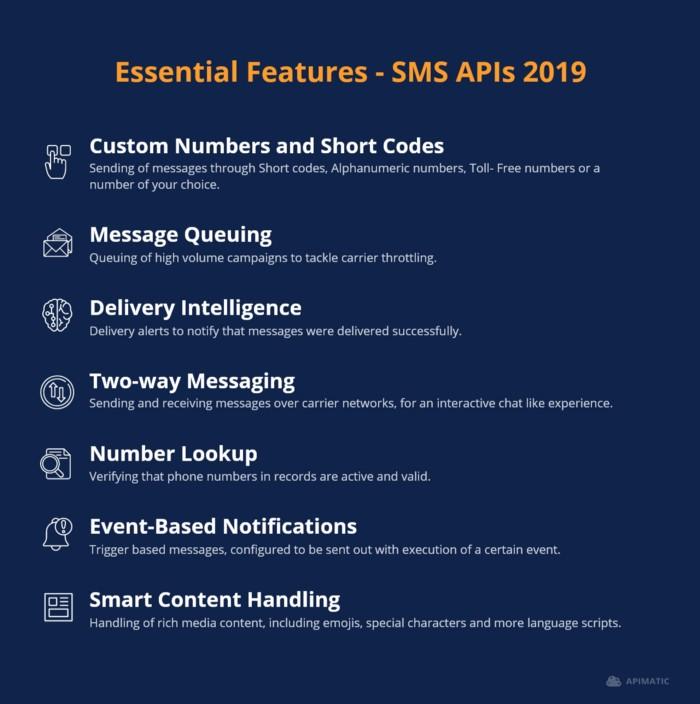 Essential Features - SMS APIs 2019
Custom Numbers and Short Codes
Sending of messages through Short codes, Alphanumeric numbers, Toll- Free numbers or a
number of your choice.
Message Queuing
Queuing of high volume campaigns to tackle carrier throttling.
Delivery Intelligence
Delivery alerts to notify that messages were delivered successfully.
Two-way Messaging
Sending and receiving messages over carrier networks, for an interactive chat like experience.
Number Lookup
Verifying that phone numbers in records are active and valid.
Event-Based Notifications
Trigger based messages, configured to be sent out with execution of a certain event.
Smart Content Handling
Handling of rich media content, including emojis, special characters and more language scripts.
APIMATIC